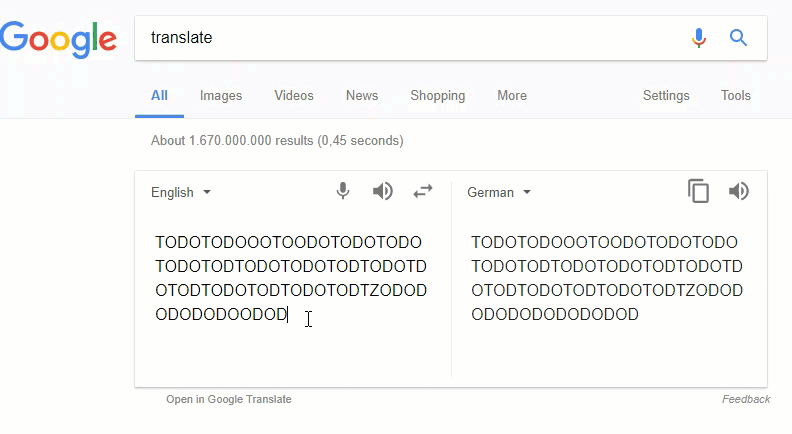 Google
translate
All Images Videos News Shopping More Settings Tools
About 1.670.000.000 results (0,45 seconds)
English
German
TODOTODOOOTOODOTODOTODO
TODOTODTODOTODOTODTODOTD
OTODTODOTODTODOTODTZODOD
ODODODOODOD
TODOTODOOOTOODOTODOTODO
TODOTODTODOTODOTODTODOTD
OTODTODOTODTODOTODTZODOD
ODODODODODODOD
Open in Google Translate
Feedback